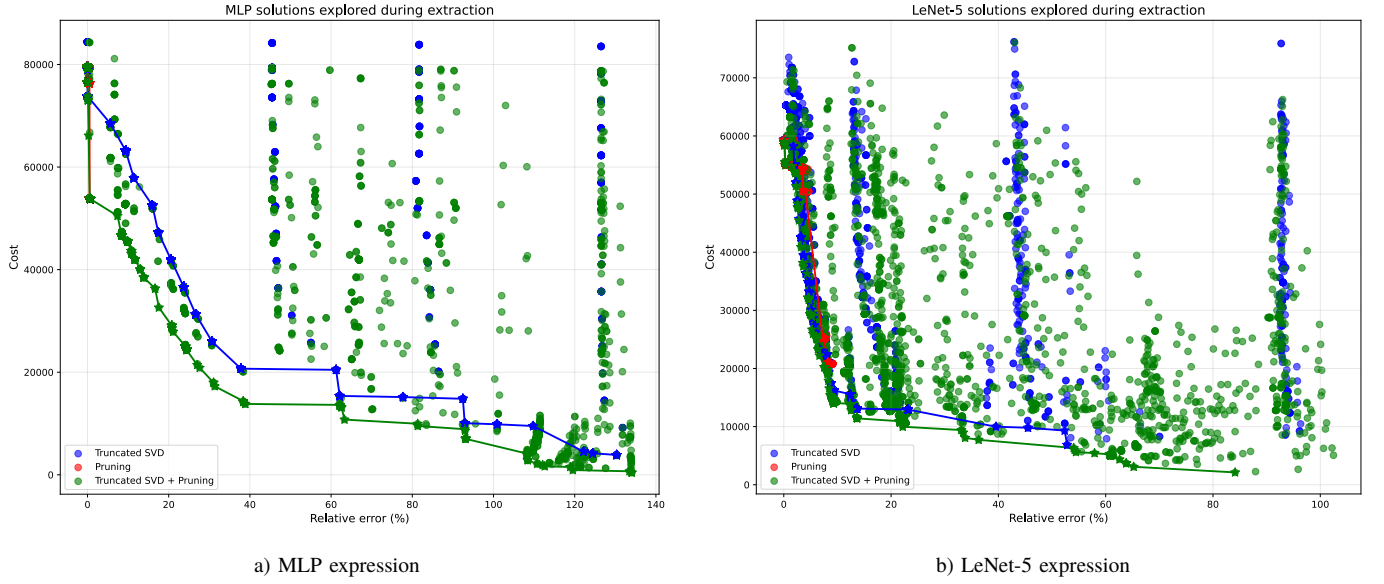 MLP solutions explored during extraction
80000
60000
40000
20000
0
Cost
0 20 40 60 80 100 120 140
Relative error (%)
Truncated SVD
Pruning
Truncated SVD + Pruning
a) MLP expression
LeNet-5 solutions explored during extraction
70000
60000
50000
40000
30000
20000
10000
0
Cost
0 20 40 60 80 100
Relative error (%)
Truncated SVD
Pruning
Truncated SVD + Pruning
b) LeNet-5 expression